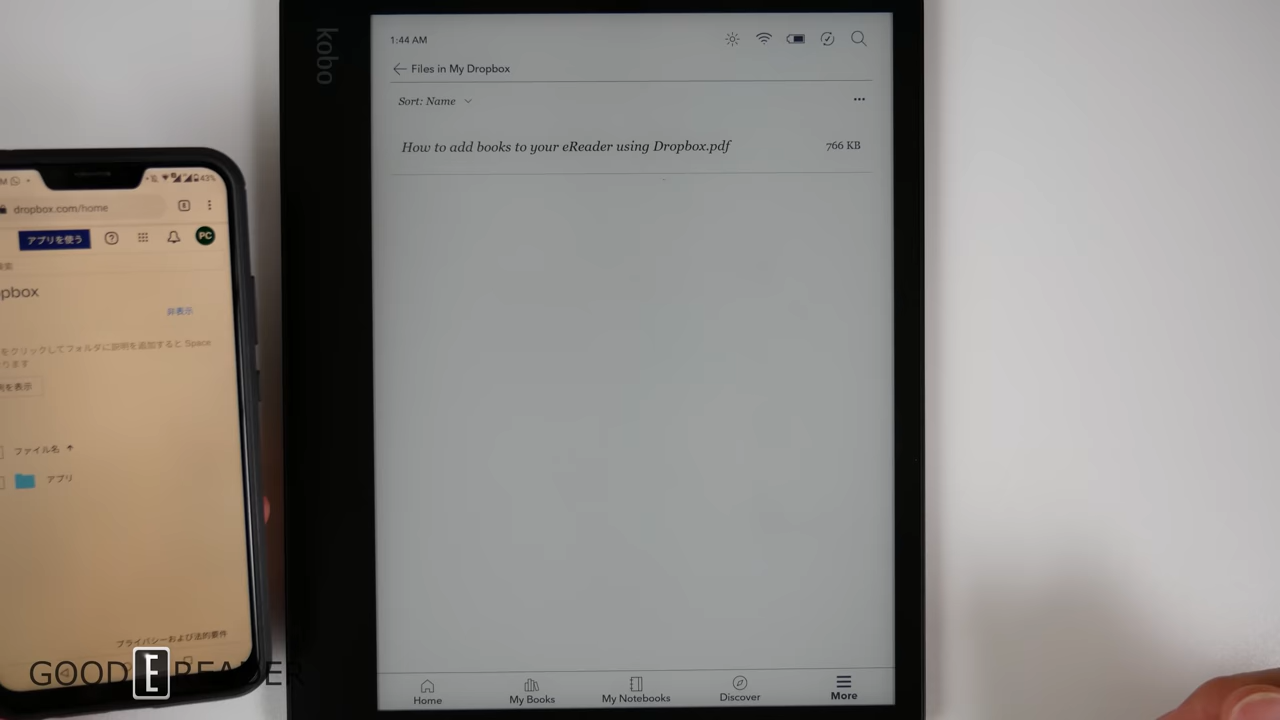 kobo
1:44 AM
Files in My Dropbox
Sort: Name
How to add books to your eReader using Dropbox.pdf 766 KB
Home My Books My Notebooks Discover More
43%
dropbox.com/home
アプリを使う PC
pbox
非表示
をクリックしてフォルダに説明を追加すると Space
ります
を表示
ファイル名
アプリ
プライバシーおよび法的要件
GOOD E READER